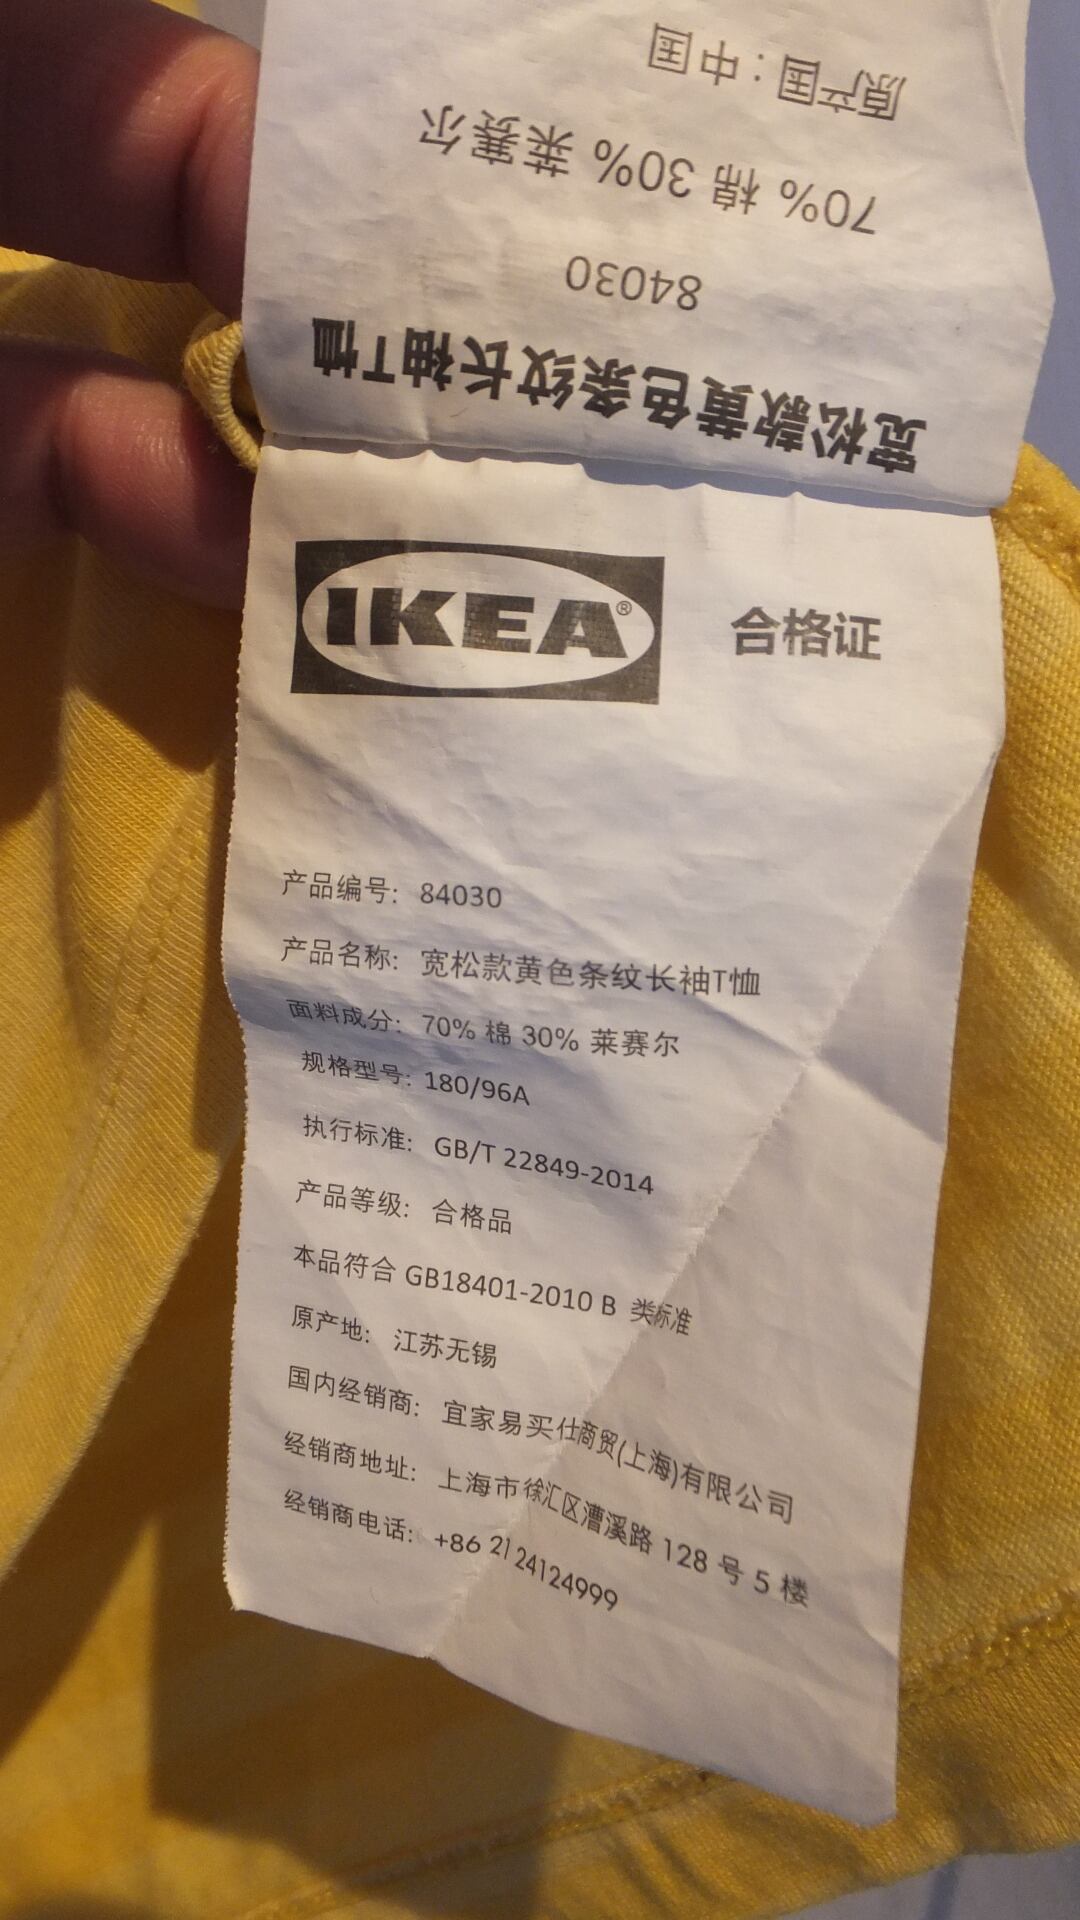 宽松款黄色条纹长袖T恤
84030
70% 棉 30% 莱赛尔
原产国：中国
IKEA® 合格证
产品编号: 84030
产品名称: 宽松款黄色条纹长袖T恤
面料成分: 70% 棉 30% 莱赛尔
规格型号: 180/96A
执行标准: GB/T 22849-2014
产品等级: 合格品
本品符合 GB18401-2010 B 类标准
原产地: 江苏无锡
国内经销商: 宜家易买仕商贸(上海)有限公司
经销商地址: 上海市徐汇区漕溪路 128 号 5 楼
经销商电话: +86 21 24124999